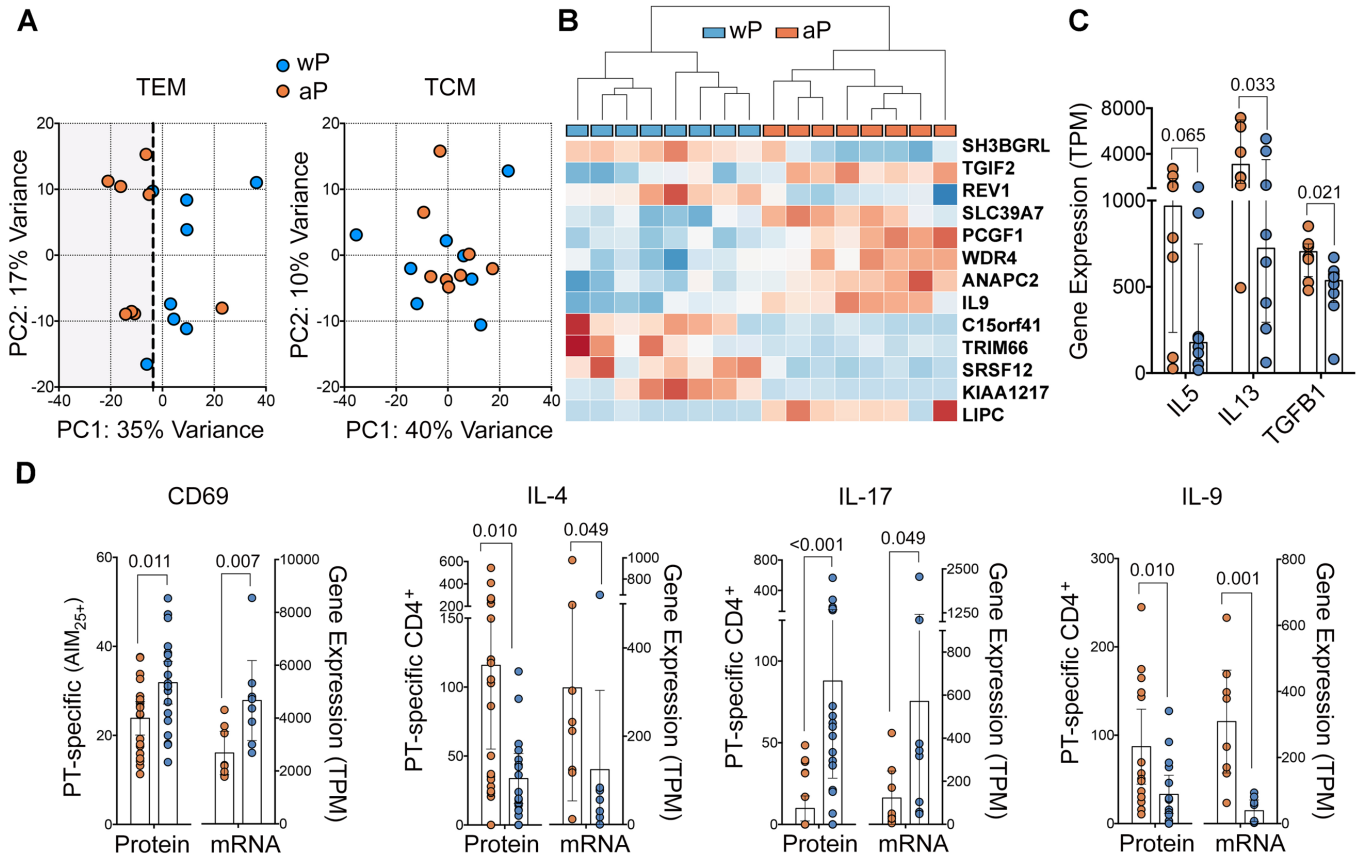 A
wP
aP
TEM
TCM
PC2: 17% Variance
20
10
0
-10
-20
-40
-20
0
20
40
PC1: 35% Variance
PC2: 10% Variance
20
10
0
-10
-20
-40
-20
0
20
40
PC1: 40% Variance
B
wP
aP
SH3BGRL
TGIF2
REV1
SLC39A7
PCGF1
WDR4
ANAPC2
IL9
C15orf41
TRIM66
SRSF12
KIAA1217
LIPC
C
Gene Expression (TPM)
8000
4000
1000
500
0
0.065
0.033
0.021
IL5
IL13
TGFB1
D
CD69
PT-specific (AIM25+)
60
40
20
0
0.011
0.007
10000
8000
6000
4000
2000
0
Gene Expression (TPM)
Protein
mRNA
IL-4
PT-specific CD4+
600
400
200
150
100
50
0
0.010
0.049
1000
800
400
200
0
Gene Expression (TPM)
Protein
mRNA
IL-17
PT-specific CD4+
800
400
100
50
0
<0.001
0.049
2500
1250
800
600
400
200
0
Gene Expression (TPM)
Protein
mRNA
IL-9
PT-specific CD4+
300
200
100
0
0.010
0.001
800
600
400
200
0
Gene Expression (TPM)
Protein
mRNA